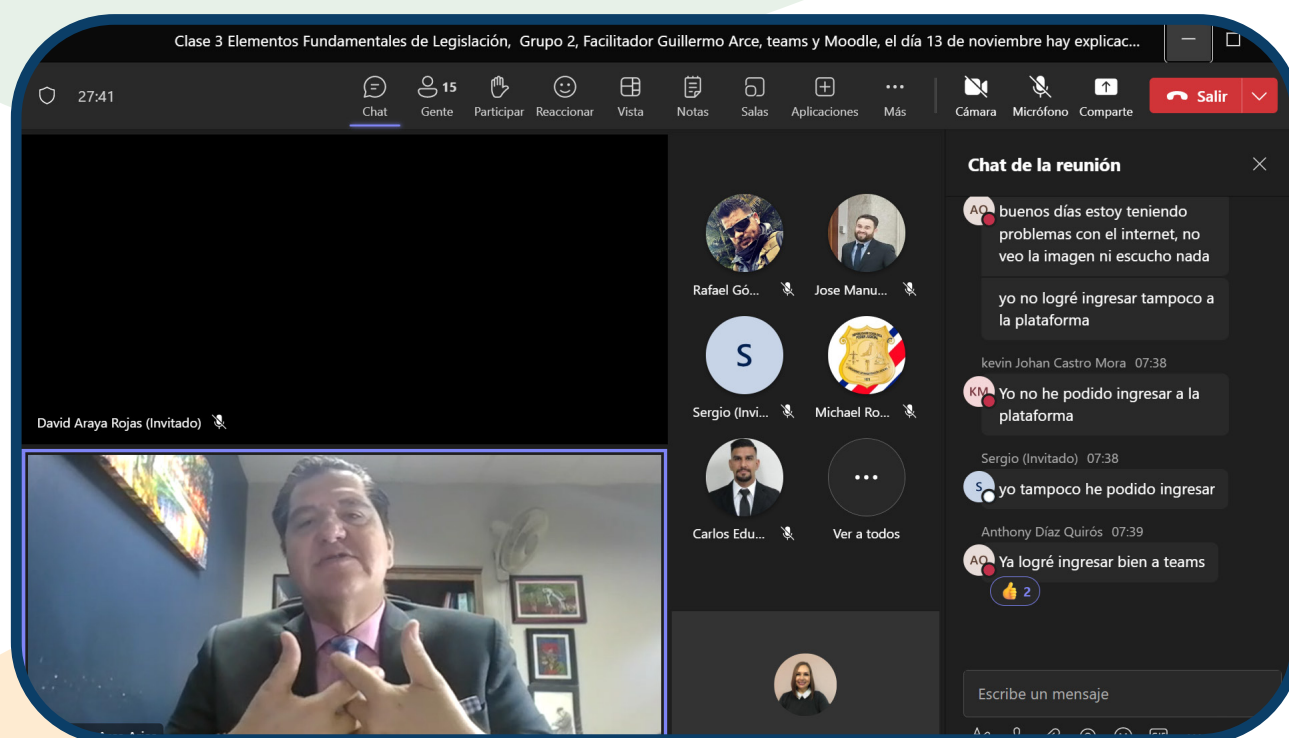 Clase 3 Elementos Fundamentales de Legislación, Grupo 2, Facilitador Guillermo Arce, teams y Moodle, el día 13 de noviembre hay explicac...
27:41
Chat
15
Gente
Participar
Reaccionar
Vista
Notas
Salas
Aplicaciones
Más
Cámara
Micrófono
Comparte
Salir
David Araya Rojas (Invitado)
Rafael Gó...
Jose Manu...
S
Sergio (Invi...
Michael Ro...
Carlos Edu...
Ver a todos
Chat de la reunión
AQ
buenos días estoy teniendo
problemas con el internet, no
veo la imagen ni escucho nada
yo no logré ingresar tampoco a
la plataforma
kevin Johan Castro Mora 07:38
KM
Yo no he podido ingresar a la
plataforma
Sergio (Invitado) 07:38
S
yo tampoco he podido ingresar
Anthony Díaz Quirós 07:39
AQ
Ya logré ingresar bien a teams
👍 2
Escribe un mensaje